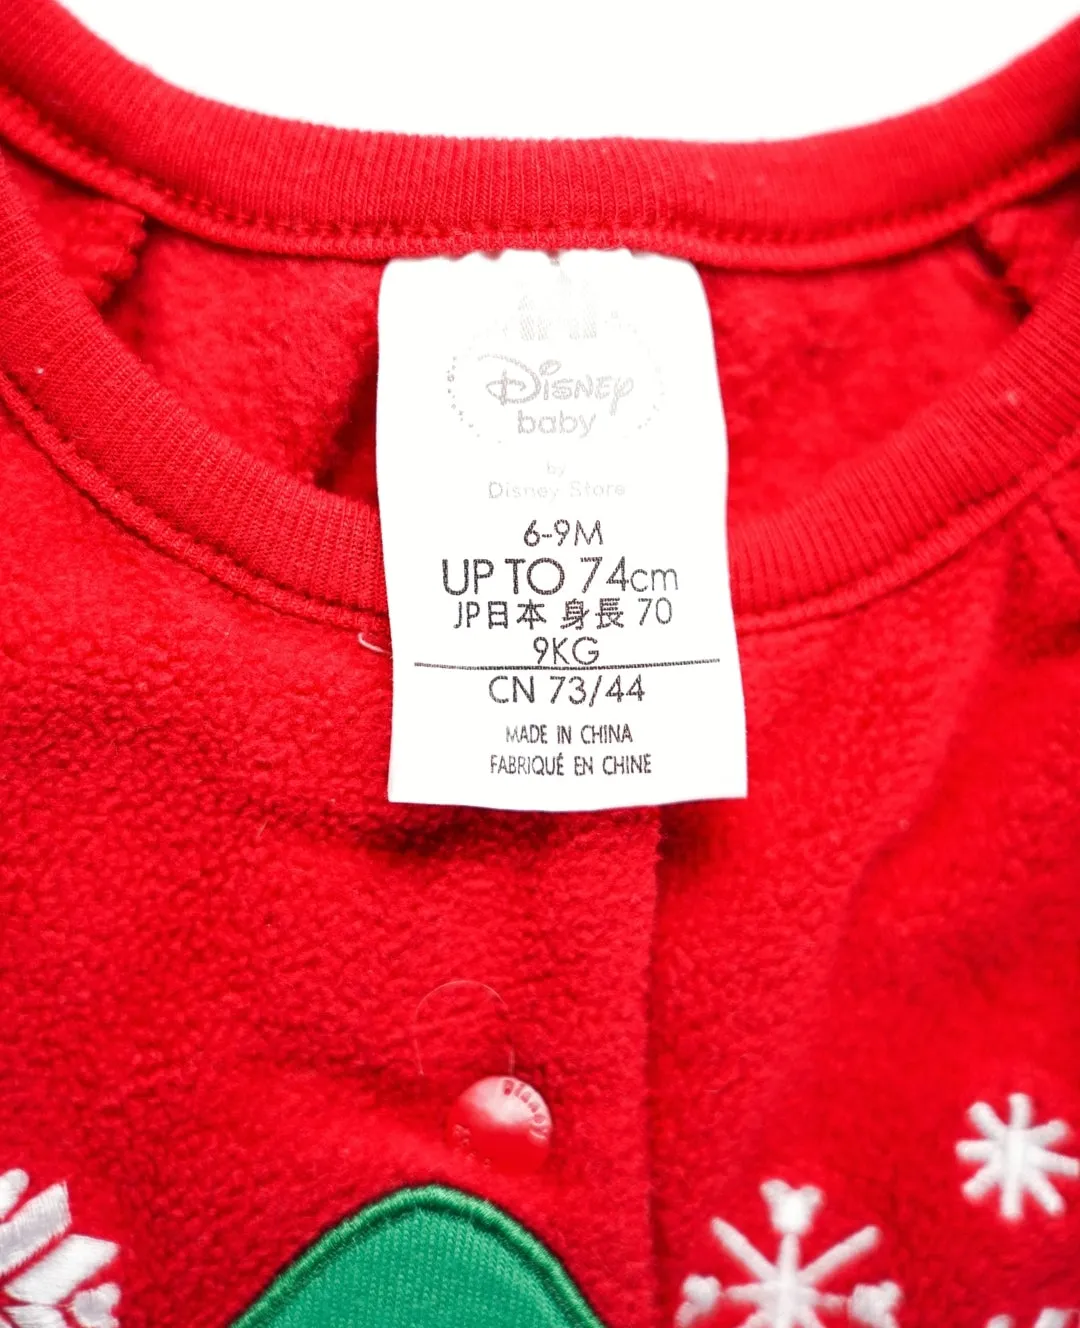 Disney
baby
by
Disney Store
6-9M
UP TO 74cm
JP日本 身長 70
9KG
CN 73/44
MADE IN CHINA
FABRIQUÉ EN CHINE
Disney